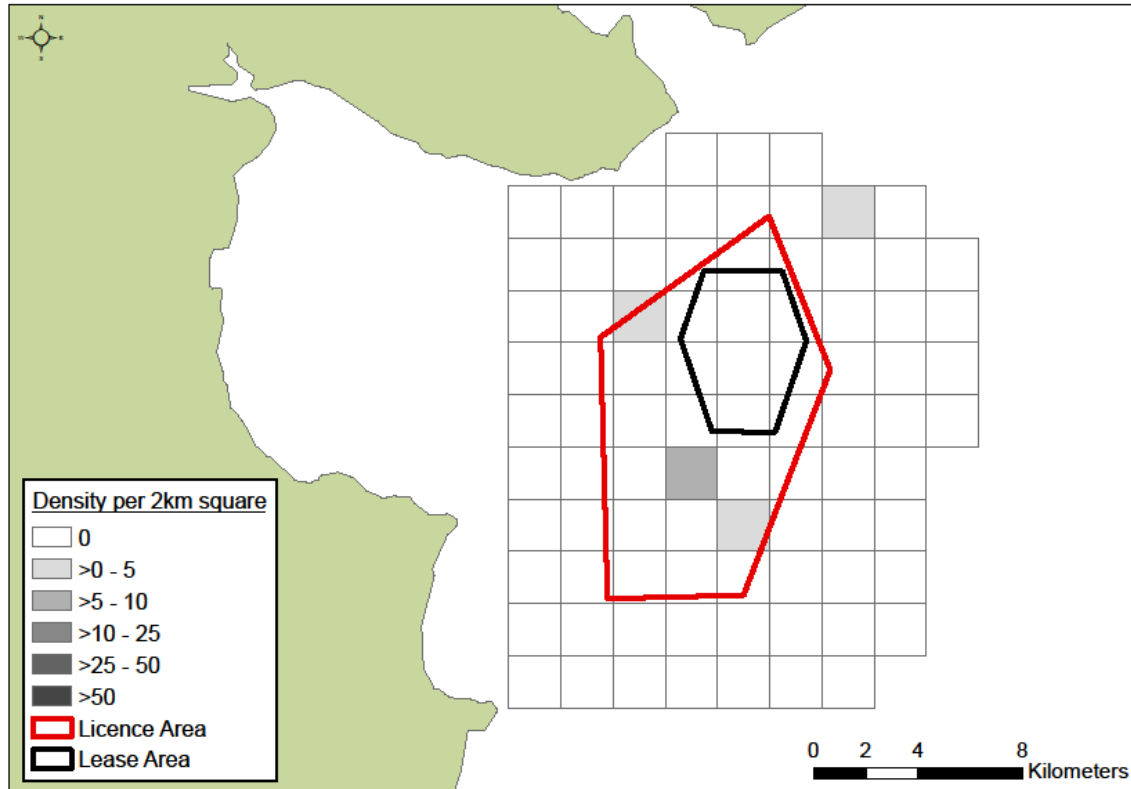 N
W E
S
Density per 2km square
0
>0 - 5
>5 - 10
>10 - 25
>25 - 50
>50
Licence Area
Lease Area
0 2 4 8
Kilometers